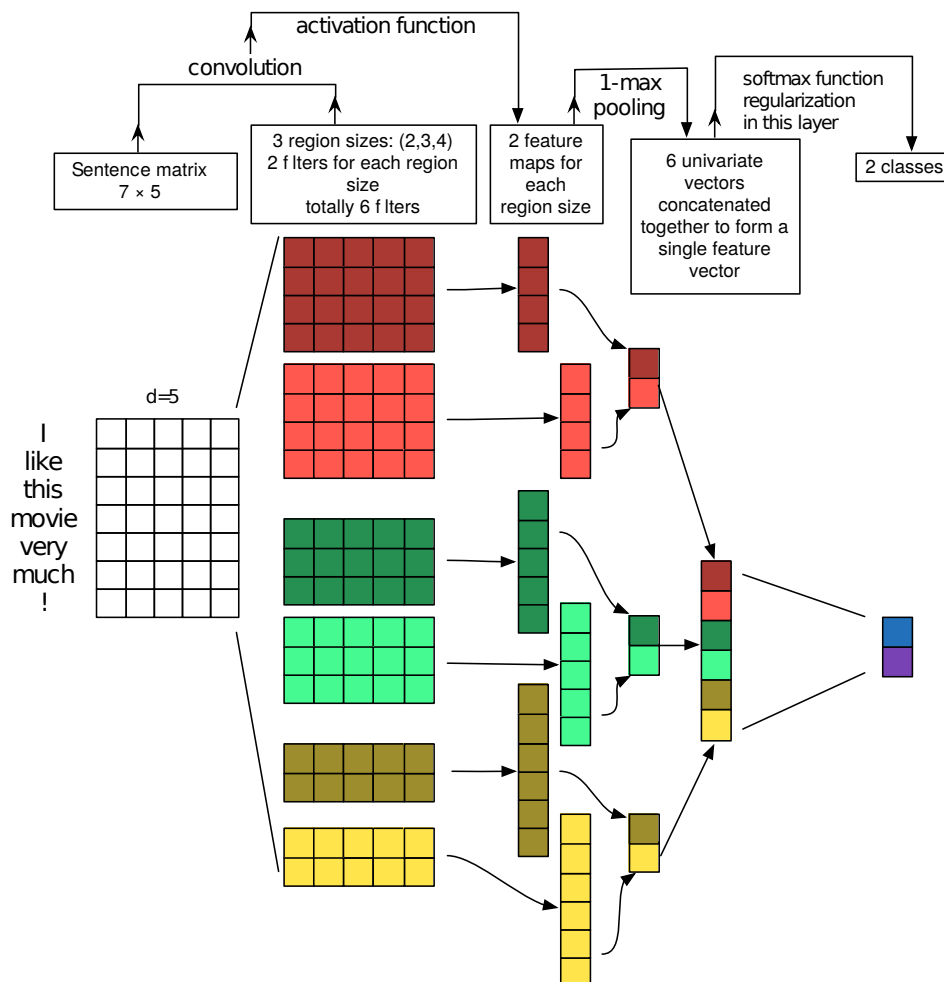 activation function
convolution
1-max
pooling
softmax function
regularization
in this layer
Sentence matrix
7 × 5
3 region sizes: (2,3,4)
2 f lters for each region
size
totally 6 f lters
2 feature
maps for
each
region size
6 univariate
vectors
concatenated
together to form a
single feature
vector
2 classes
d=5
I
like
this
movie
very
much
!